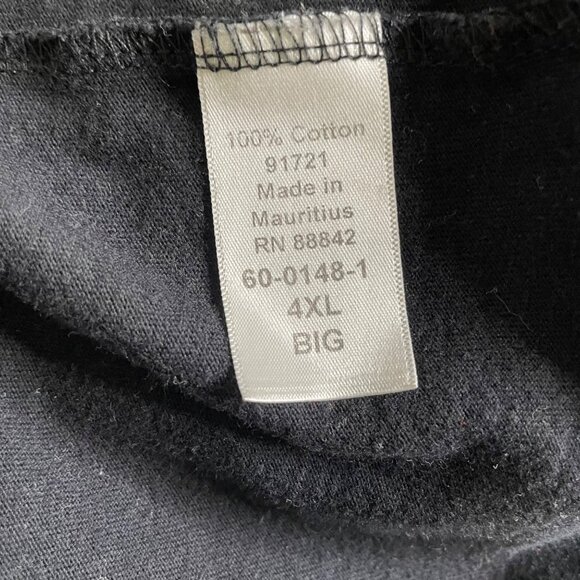 100% Cotton
91721
Made in
Mauritius
RN 88842
60-0148-1
4XL
BIG